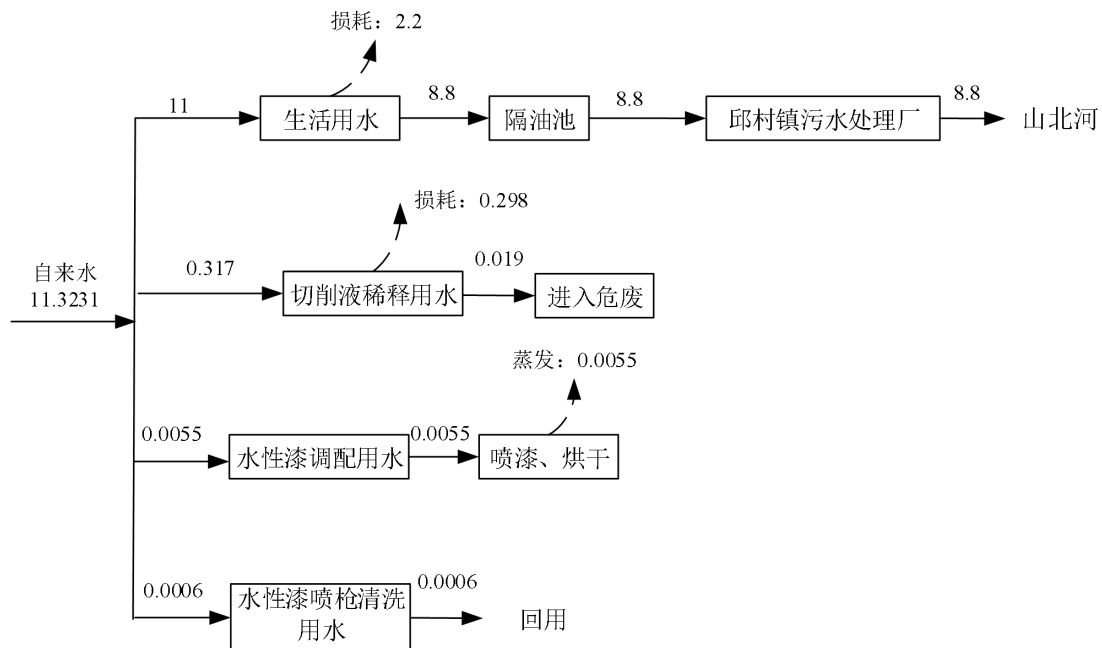 损耗：2.2
11
生活用水
8.8
隔油池
8.8
邱村镇污水处理厂
8.8
山北河
损耗：0.298
自来水
11.3231
0.317
切削液稀释用水
0.019
进入危废
蒸发：0.0055
0.0055
水性漆调配用水
0.0055
喷漆、烘干
0.0006
水性漆喷枪清洗
用水
0.0006
回用